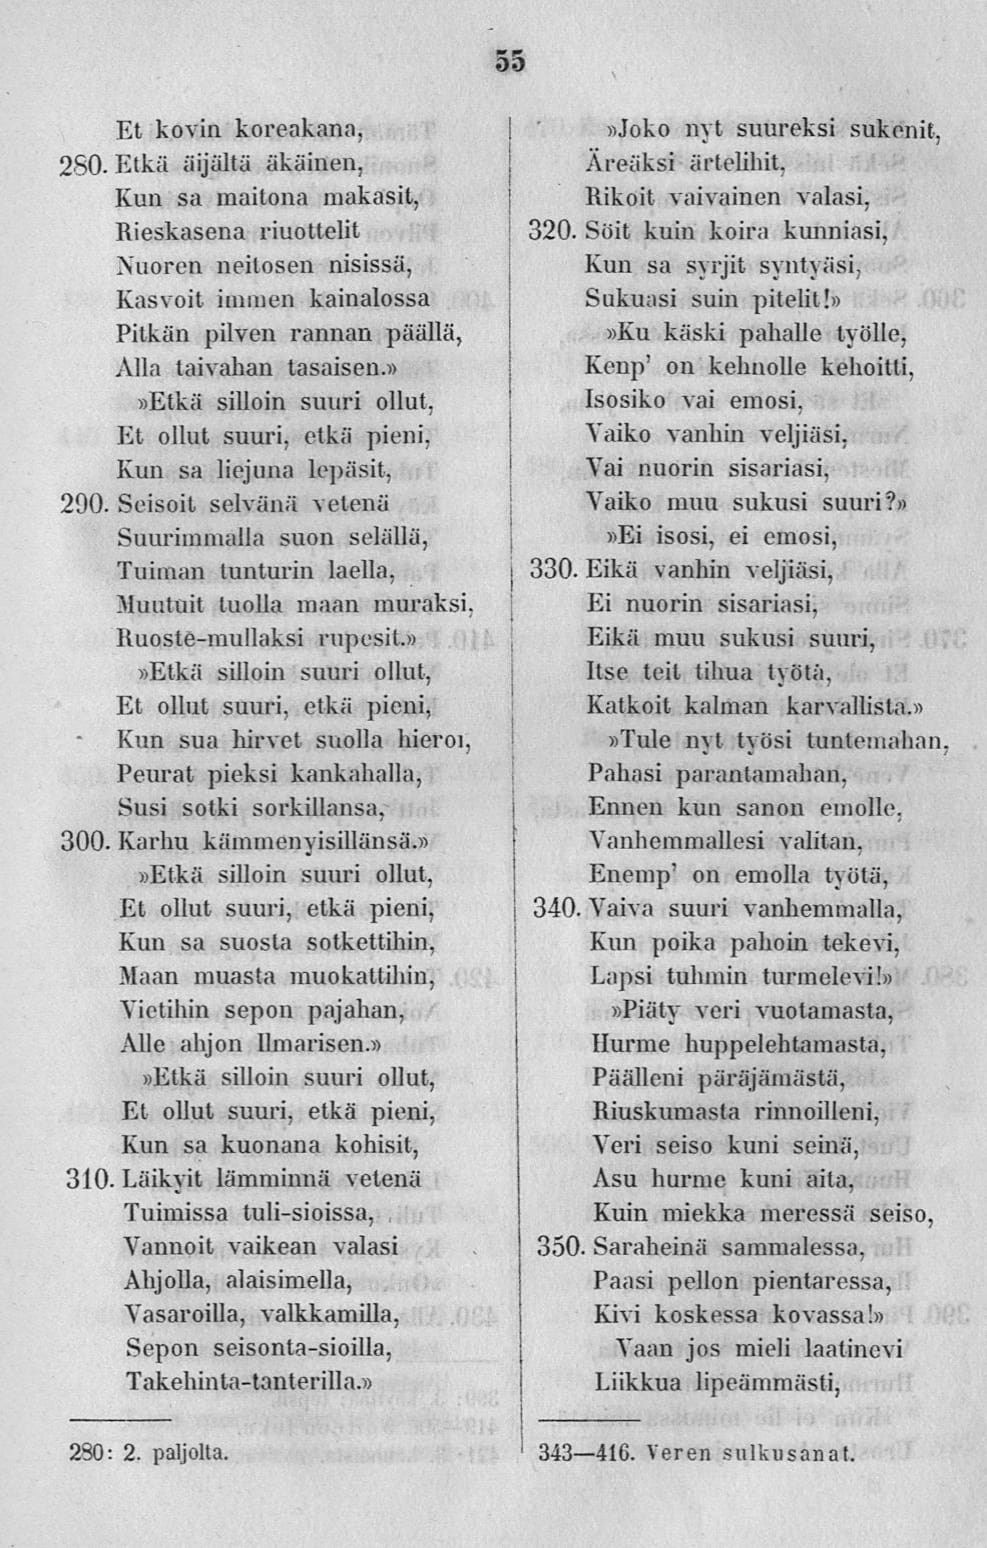 55
Et kovin koreakana,
280. Etkä äijältä äkäinen,
Kun sa maitona makasit,
Rieskasena riuottelit
Nuoren neitosen nisissä,
Kasvoit immen kainalossa
Pitkän pilven rannan päällä,
Alla taivahan tasaisen.»
»Etkä silloin suuri ollut,
Et ollut suuri, etkä pieni,
Kun sa liejuna lepäsit,
290. Seisoit selvänä vetenä
Suurimmalla suon selällä,
Tuiman tunturin laella,
Muutuit tuolla maan muraksi,
Ruoste-mullaksi rupesit.»
»Etkä silloin suuri ollut,
Et ollut suuri, etkä pieni,
Kun sua hirvet suolla hieroi,
Peurat pieksi kankahalla,
Susi sotki sorkillansa,
300. Karhu kämmenyisillänsä.»
»Etkä silloin suuri ollut,
Et ollut suuri, etkä pieni,
Kun sa suosta sotkettihin,
Maan muasta muokattihin,
Vietihin sepon pajahan,
Alle ahjon Ilmarisen.»
»Etkä silloin suuri ollut,
Et ollut suuri, etkä pieni,
Kun sa kuonana kohisit,
310. Läikyit lämminnä vetenä
Tuimissa tuli-sioissa,
Vannoit vaikean valasi
Ahjolla, alaisimella,
Vasaroilla, valkkamilla,
Sepon seisonta-sioilla,
Takehinta-tanterilla.»
280: 2. paljolta.
»Joko nyt suureksi sukenit,
Äreäksi ärtelihit,
Rikoit vaivainen valasi,
320. Söit kuin koira kunniasi,
Kun sa syrjit syntyäsi,
Sukuasi suin pitelit!»
»Ku käski pahalle työlle,
Kenp' on kehnolle kehoitti,
Isosiko vai emosi,
Vaiko vanhin veljiäsi,
Vai nuorin sisariasi,
Vaiko muu sukusi suuri?»
»Ei isosi, ei emosi,
330. Eikä vanhin veljiäsi,
Ei nuorin sisariasi,
Eikä muu sukusi suuri,
Itse teit tihua työtä,
Katkoit kalman karvallista.»
»Tule nyt työsi tuntemahan,
Pahasi parantamahan,
Ennen kun sanon emolle,
Vanhemmallesi valitan,
Enemp' on emolla työtä,
340. Vaiva suuri vanhemmalla,
Kun poika pahoin tekevi,
Lapsi tuhmin turmelevi!»
»Piäty veri vuotamasta,
Hurme huppelehtamasta,
Päälleni päräjämästä,
Riuskumasta rinnoilleni,
Veri seiso kuni seinä,
Asu hurme kuni aita,
Kuin miekka meressä seiso,
350. Saraheinä sammalessa,
Paasi pellon pientaressa,
Kivi koskessa kovassa!»
Vaan jos mieli laatinevi
Liikkua lipeämmästi,
343—416. Veren sulkusanat.